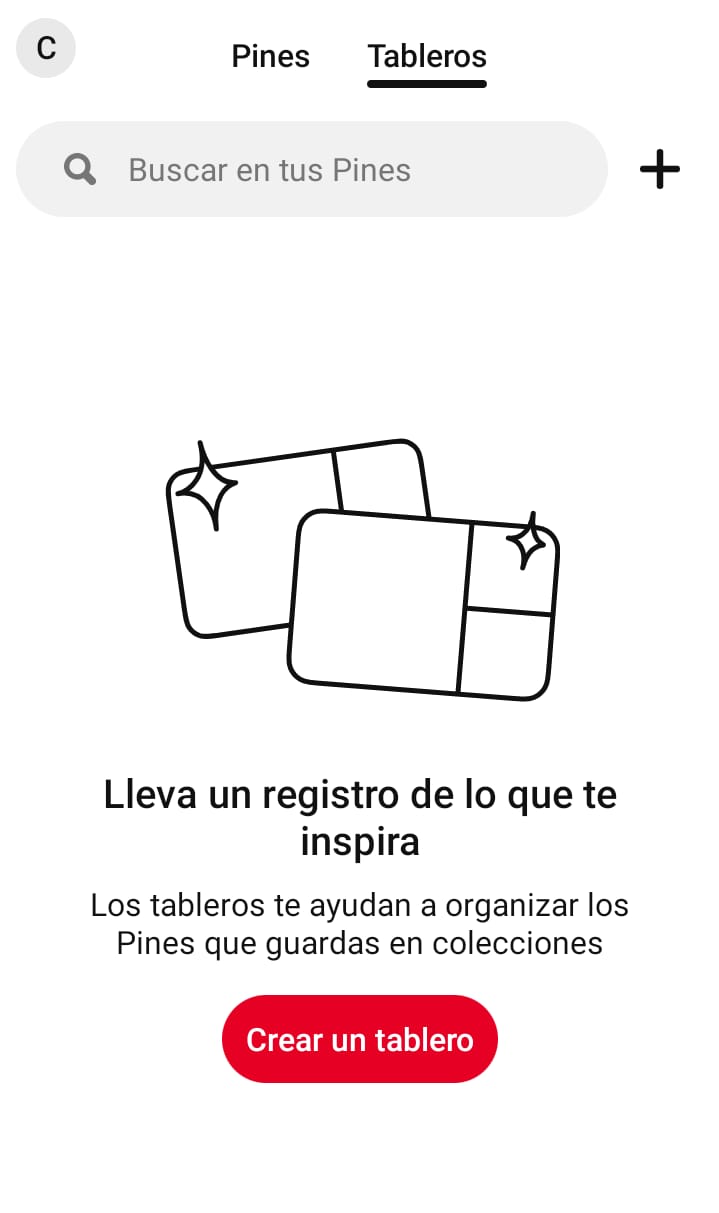 C
Pines
Tableros
Buscar en tus Pines
Lleva un registro de lo que te
inspira
Los tableros te ayudan a organizar los
Pines que guardas en colecciones
Crear un tablero